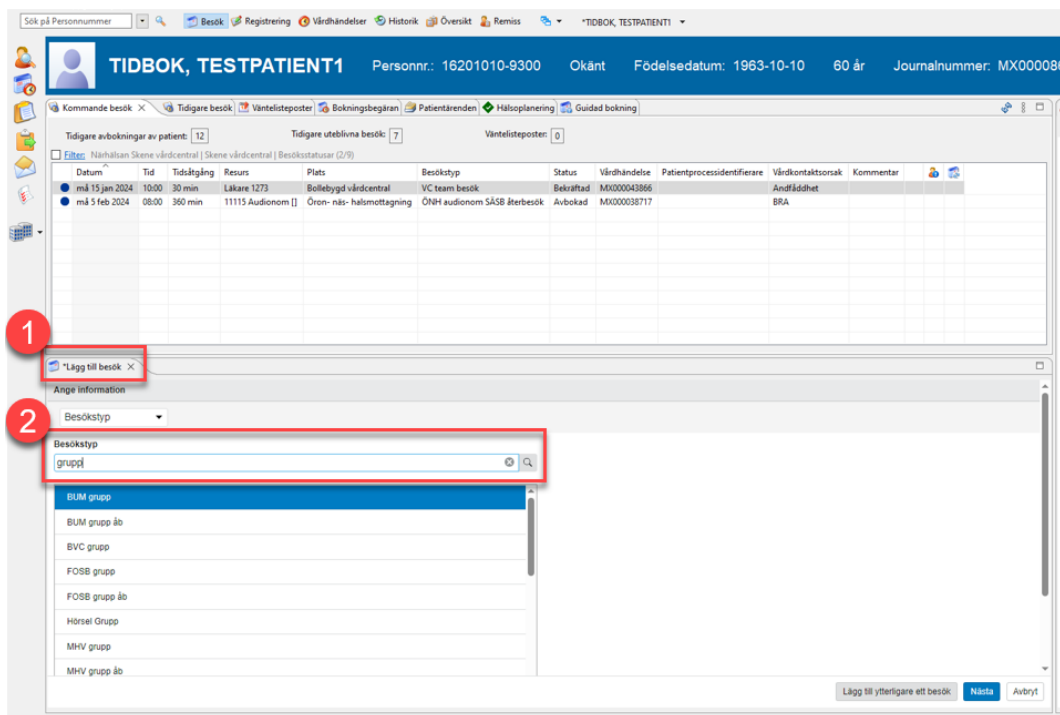 Sök på Personnummer Besök Registrering Vårdhändelser Historik Översikt Remiss *TIDBOK, TESTPATIENT1
TIDBOK, TESTPATIENT1 Personnr.: 16201010-9300 Okänt Födelsedatum: 1963-10-10 60 år Journalnummer: MX000080
Kommande besök Tidigare besök Väntelisteposter Bokningsbegäran Patientärenden Hälsoplanering Guidad bokning
Tidigare avbokningar av patient: 12 Tidigare uteblivna besök: 7 Väntelisteposter: 0
Filter: Närhälsan Skene vårdcentral | Skene vårdcentral | Besöksstatusar (2/9)
Datum Tid Tidsåtgång Resurs Plats Besökstyp Status Vårdhändelse Patientprocessidentifierare Vårdkontaktsorsak Kommentar
må 15 jan 2024 10:00 30 min Läkare 1273 Bollebygd vårdcentral VC team besök Bekräftad MX000043866 Andfåddhet
må 5 feb 2024 08:00 360 min 11115 Audionom [] Öron- näs- halsmottagning ÖNH audionom SÄSB återbesök Avbokad MX000038717 BRA
1
*Lägg till besök
Ange information
2
Besökstyp
Besökstyp
grupp
BUM grupp
BUM grupp åb
BVC grupp
FOSB grupp
FOSB grupp åb
Hörsel Grupp
MHV grupp
MHV grupp åb
Lägg till ytterligare ett besök Nästa Avbryt